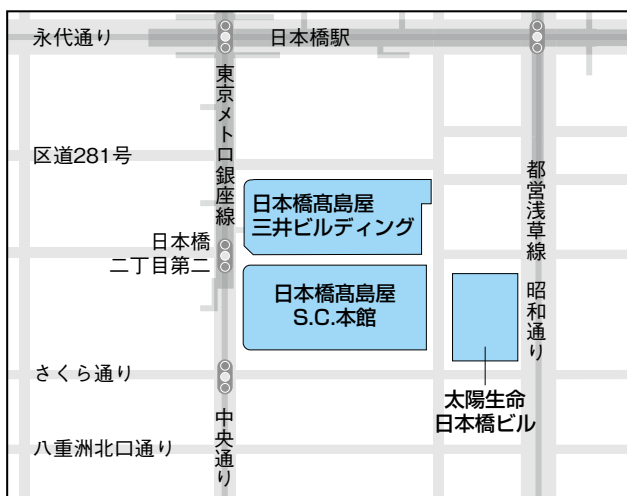 永代通り
日本橋駅
東京メトロ銀座線
区道281号
都営浅草線
日本橋髙島屋
三井ビルディング
日本橋
二丁目第二
日本橋髙島屋
S.C.本館
昭和通り
さくら通り
太陽生命
日本橋ビル
中央通り
八重洲北口通り